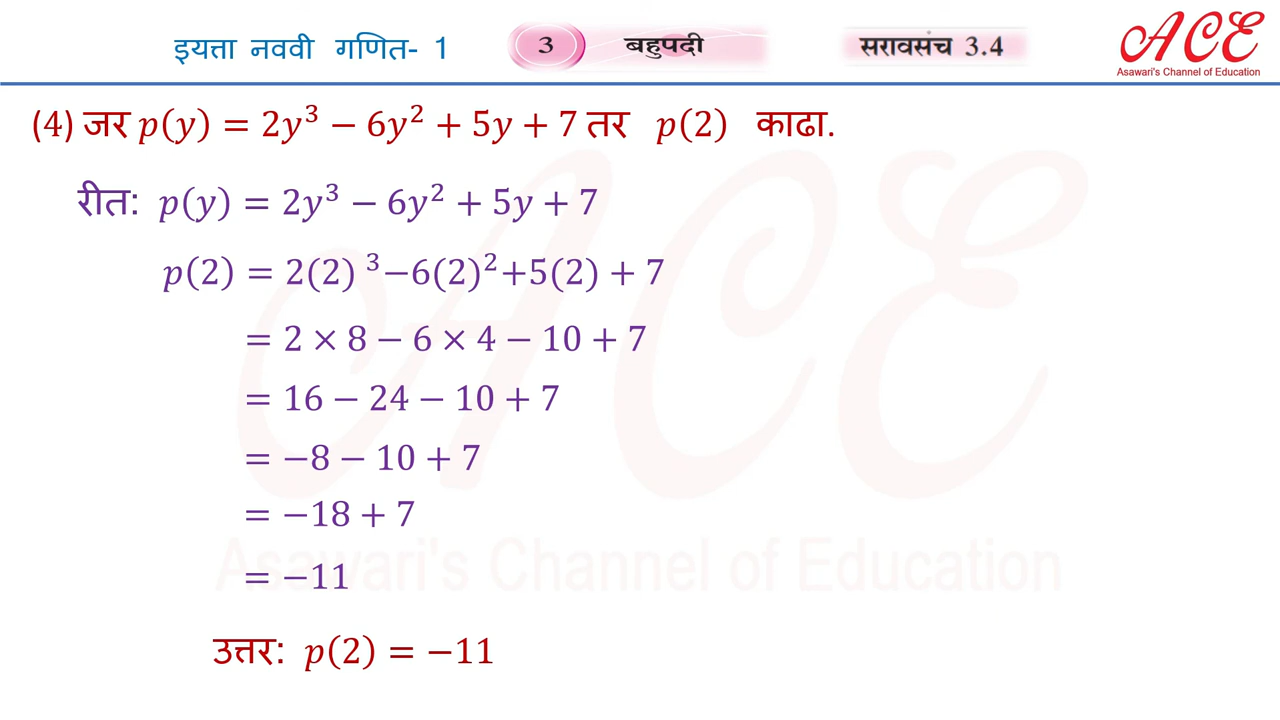 इयत्ता नववी गणित- 1 3 बहुपदी सरावसंच 3.4 ACE
Asawari's Channel of Education
(4) जर p(y) = 2y³ − 6y² + 5y + 7 तर p(2) काढा.
रीत: p(y) = 2y³ − 6y² + 5y + 7
p(2) = 2(2) ³−6(2)²+5(2) + 7
= 2 × 8 − 6 × 4 − 10 + 7
= 16 − 24 − 10 + 7
= −8 − 10 + 7
= −18 + 7
= −11
उत्तर: p(2) = −11
ACE
Asawari's Channel of Education